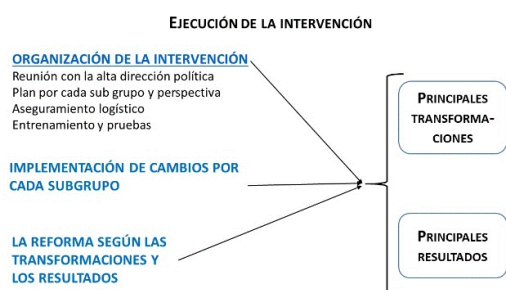 EJECUCIÓN DE LA INTERVENCIÓN
ORGANIZACIÓN DE LA INTERVENCIÓN
Reunión con la alta dirección política
Plan por cada sub grupo y perspectiva
Aseguramiento logístico
Entrenamiento y pruebas
IMPLEMENTACIÓN DE CAMBIOS POR
CADA SUBGRUPO
LA REFORMA SEGÚN LAS
TRANSFORMACIONES Y
LOS RESULTADOS
PRINCIPALES
TRANSFORMA-
CIONES
PRINCIPALES
RESULTADOS